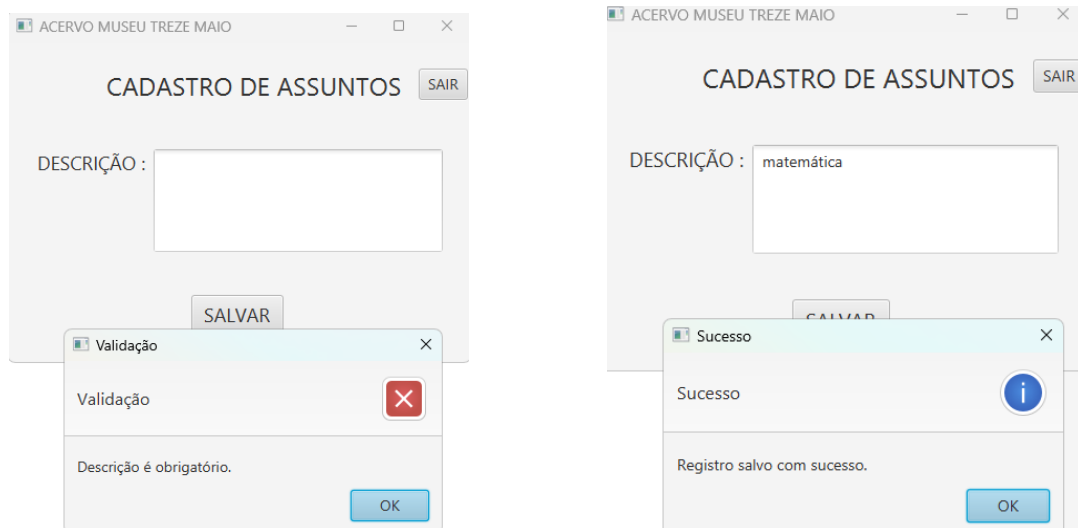 ACERVO MUSEU TREZE MAIO
CADASTRO DE ASSUNTOS
SAIR
DESCRIÇÃO :
SALVAR
Validação
Validação
Descrição é obrigatório.
OK
ACERVO MUSEU TREZE MAIO
CADASTRO DE ASSUNTOS
SAIR
DESCRIÇÃO :
matemática
SALVAR
Sucesso
Sucesso
Registro salvo com sucesso.
OK